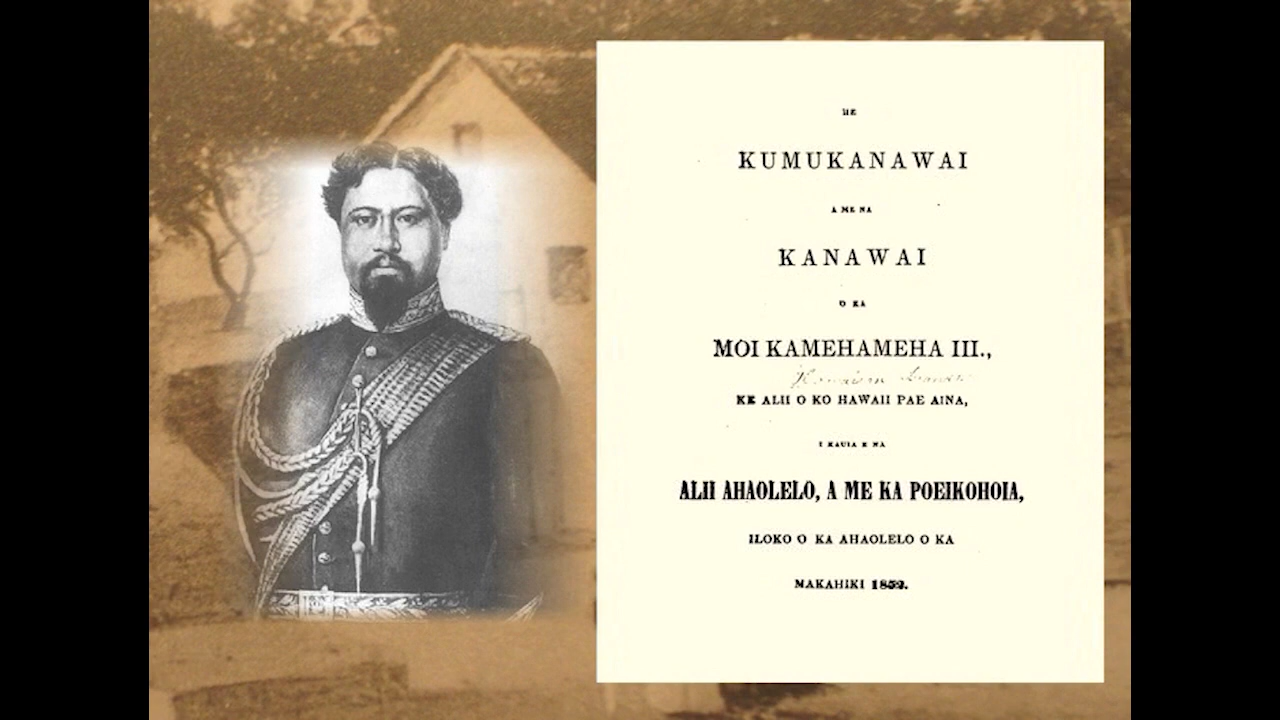 HE
KUMUKANAWAI
A ME NA
KANAWAI
O KA
MOI KAMEHAMEHA III.,
KE ALII O KO HAWAII PAE AINA,
I KAUIA E NA
ALII AHAOLELO, A ME KA POEIKOHOIA,
ILOKO O KA AHAOLELO O KA
MAKAHIKI 1852.